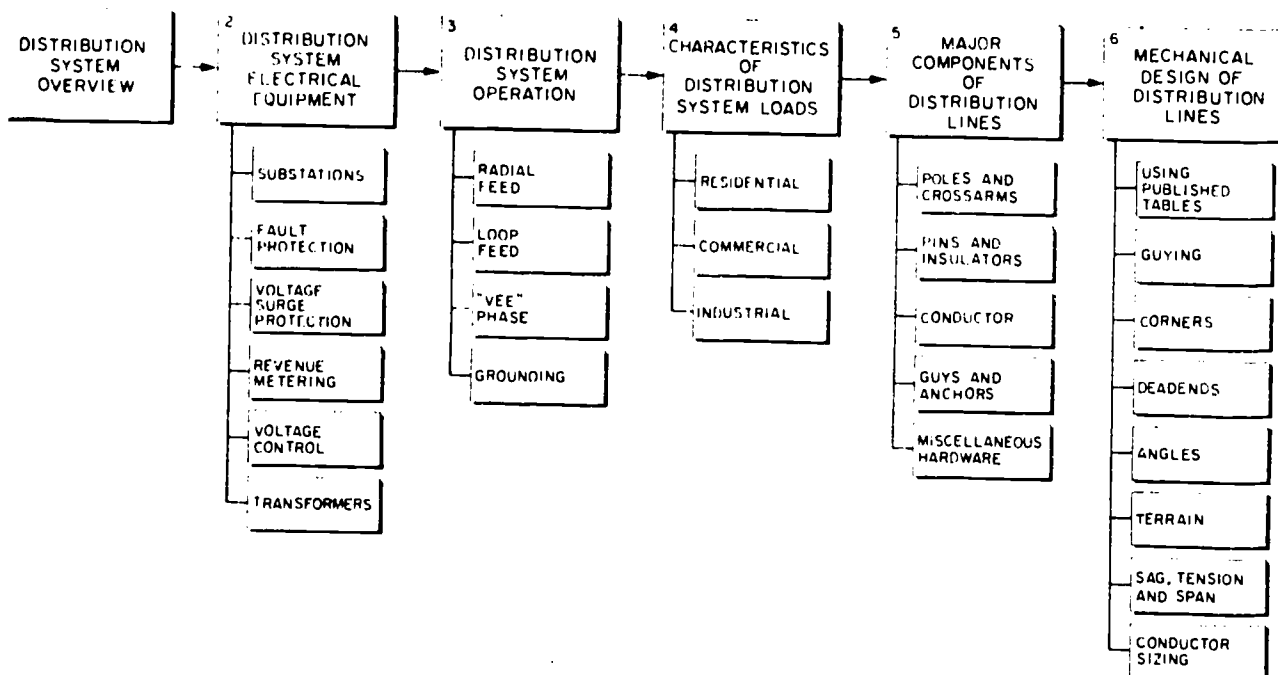 DISTRIBUTION
SYSTEM
OVERVIEW
2
DISTRIBUTION
SYSTEM
ELECTRICAL
EQUIPMENT
SUBSTATIONS
FAULT
PROTECTION
VOLTAGE
SURGE
PROTECTION
REVENUE
METERING
VOLTAGE
CONTROL
TRANSFORMERS
3
DISTRIBUTION
SYSTEM
OPERATION
RADIAL
FEED
LOOP
FEED
"VEE"
PHASE
GROUNDING
4
CHARACTERISTICS
OF
DISTRIBUTION
SYSTEM LOADS
RESIDENTIAL
COMMERCIAL
INDUSTRIAL
5
MAJOR
COMPONENTS
OF
DISTRIBUTION
LINES
POLES AND
CROSSARMS
PINS AND
INSULATORS
CONDUCTOR
GUYS AND
ANCHORS
MISCELLANEOUS
HARDWARE
6
MECHANICAL
DESIGN OF
DISTRIBUTION
LINES
USING
PUBLISHED
TABLES
GUYING
CORNERS
DEADENDS
ANGLES
TERRAIN
SAG, TENSION
AND SPAN
CONDUCTOR
SIZING